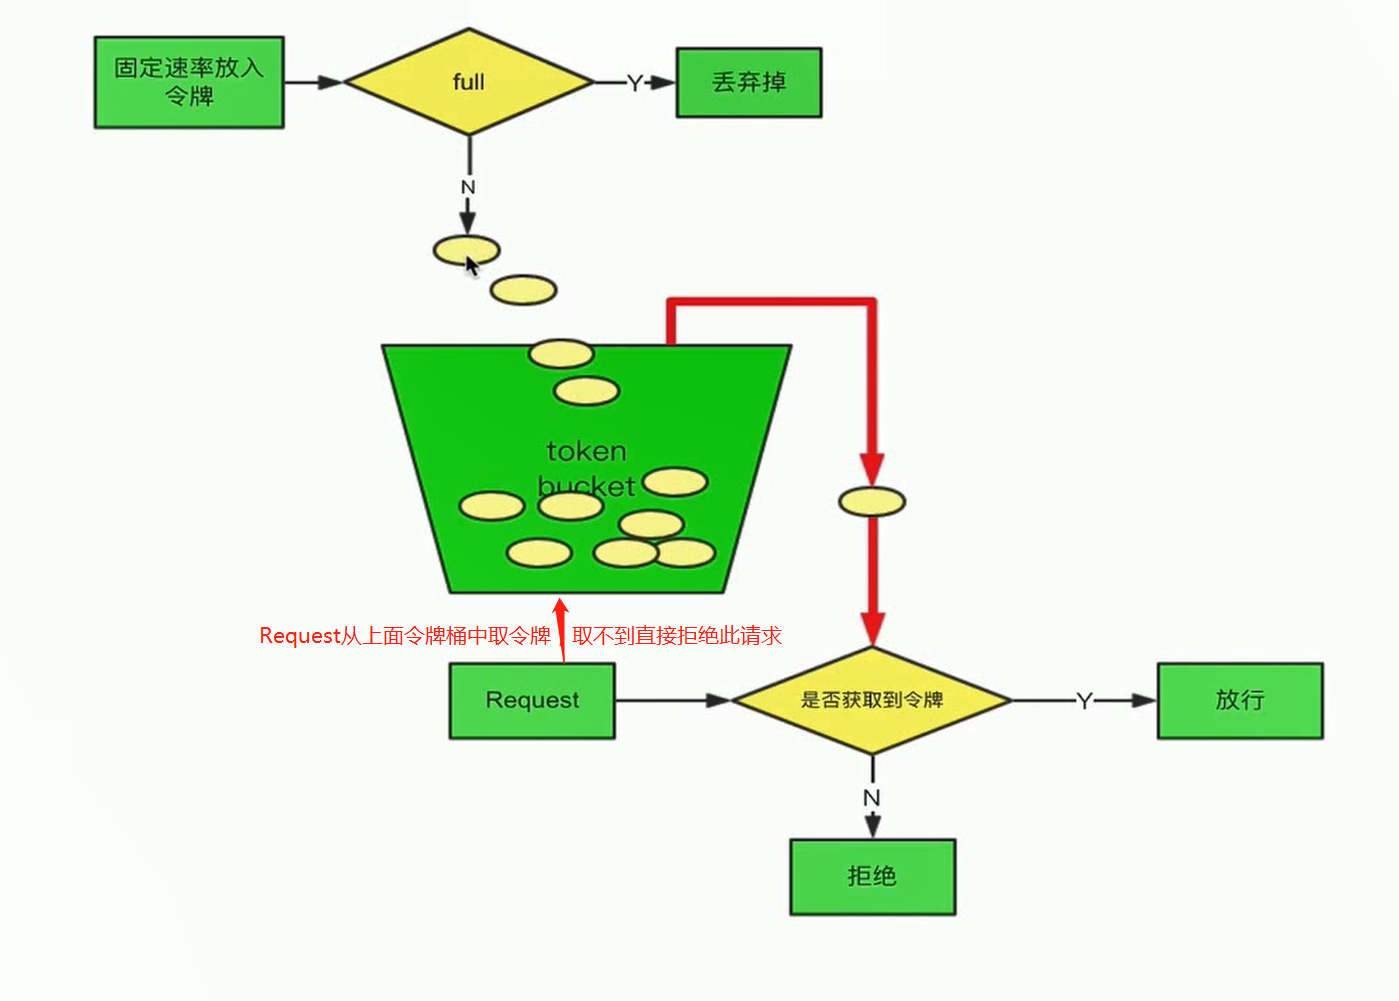 固定速率放入
令牌
full
Y
丢弃掉
N
token
bucket
Request从上面令牌桶中取令牌 取不到直接拒绝此请求
Request
是否获取到令牌
Y
放行
N
拒绝